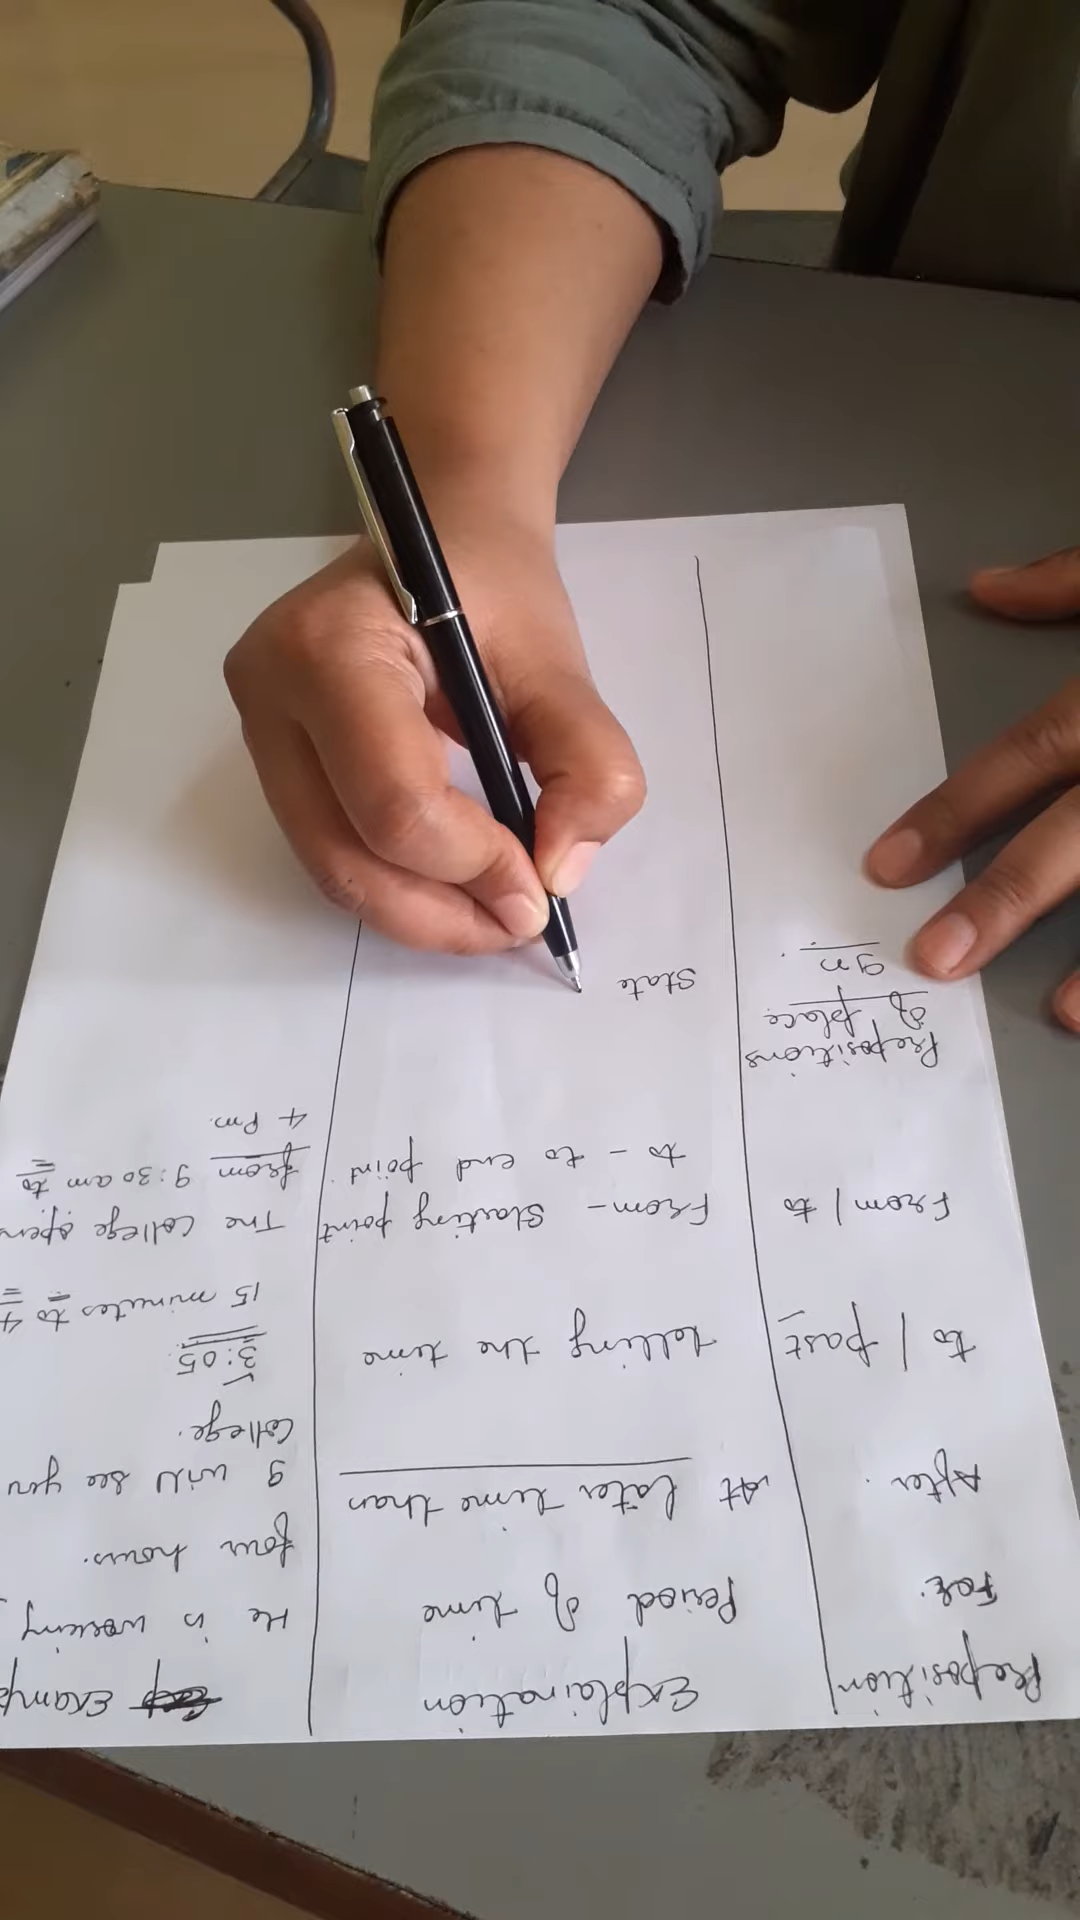 Preposition Explaination Examp
For. Period of time He is working
four hours.
After. At later time than I will see you
College.
to / past telling the time 3:05
15 minutes to 4
From / to From - Starting point The College opens
to - to end point. from 9:30 am to
4 Pm.
Prepositions
of place
In. State